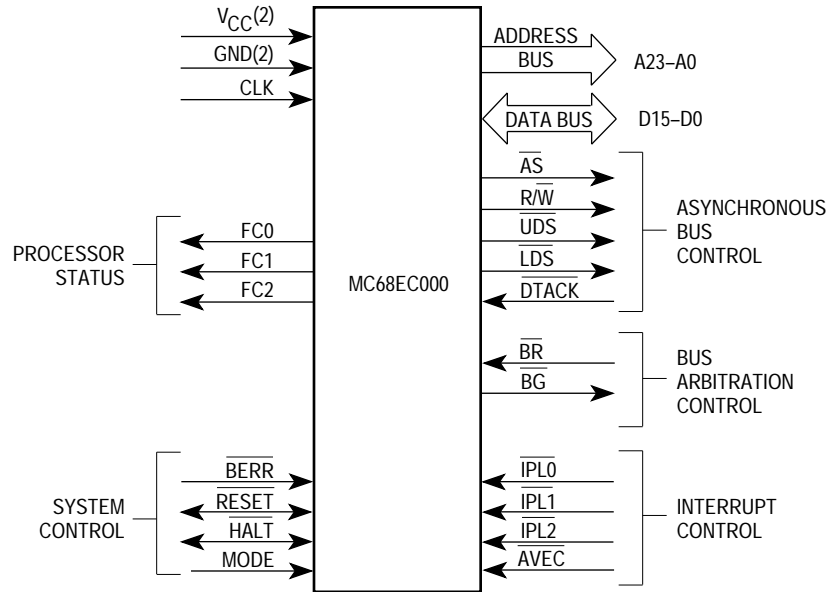 VCC(2)
GND(2)
CLK
PROCESSOR
STATUS
FC0
FC1
FC2
SYSTEM
CONTROL
BERR
RESET
HALT
MODE
MC68EC000
ADDRESS
BUS
A23–A0
DATA BUS
D15–D0
AS
R/W
UDS
LDS
DTACK
ASYNCHRONOUS
BUS
CONTROL
BR
BG
BUS
ARBITRATION
CONTROL
IPL0
IPL1
IPL2
AVEC
INTERRUPT
CONTROL